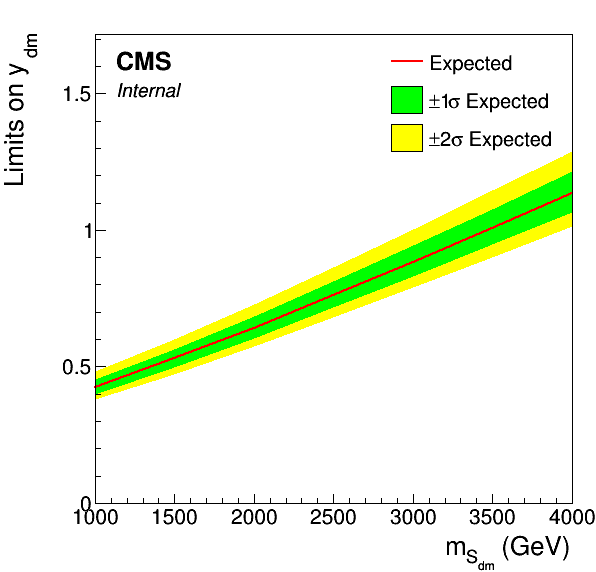 CMS
Internal
Expected
±1σ Expected
±2σ Expected
Limits on y_dm
1.5
1
0.5
0
1000 1500 2000 2500 3000 3500 4000
m_S_dm (GeV)